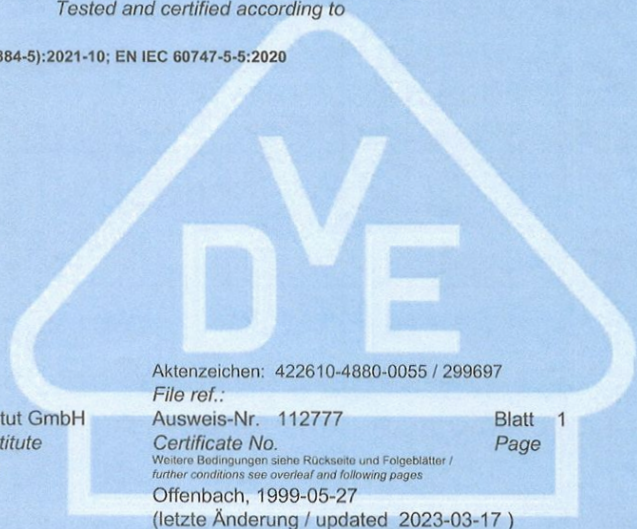 Tested and certified according to
884-5):2021-10; EN IEC 60747-5-5:2020
VDE
Aktenzeichen: 422610-4880-0055 / 299697
File ref.:
tut GmbH Ausweis-Nr. 112777 Blatt 1
titute Certificate No. Page
Weitere Bedingungen siehe Rückseite und Folgeblätter /
further conditions see overleaf and following pages
Offenbach, 1999-05-27
(letzte Änderung / updated 2023-03-17 )